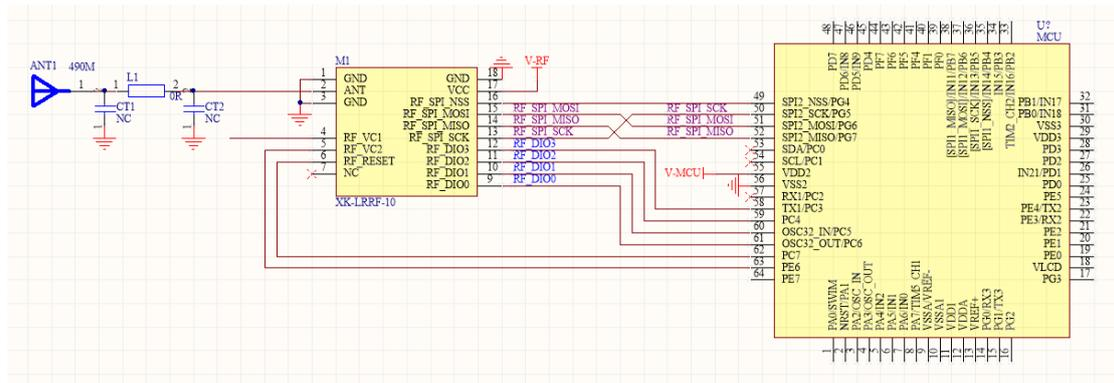 ANT1
490M
1
1
L1
2
0R
CT1
NC
1
CT2
NC
1
M1
1
GND
2
ANT
3
GND
4
RF_VC1
5
RF_VC2
6
RF_RESET
7
NC
GND
18
VCC
17
RF_SPI_NSS
16
RF_SPI_MOSI
15
RF_SPI_MISO
14
RF_SPI_SCK
13
RF_DIO3
12
RF_DIO2
11
RF_DIO1
10
RF_DIO0
9
XK-LRRF-10
V-RF
RF_SPI_MOSI
RF_SPI_MISO
RF_SPI_SCK
RF_DIO3
RF_DIO2
RF_DIO1
RF_DIO0
RF_SPI_SCK
RF_SPI_MOSI
RF_SPI_MISO
V-MCU
U?
MCU
49
SPI2_NSS/PG4
50
SPI2_SCK/PG5
51
SPI2_MOSI/PG6
52
SPI2_MISO/PG7
53
SDA/PC0
54
SCL/PC1
55
VDD2
56
VSS2
57
RX1/PC2
58
TX1/PC3
59
PC4
60
OSC32_IN/PC5
61
OSC32_OUT/PC6
62
PC7
63
PE6
64
PE7
48
PD7
47
PD6/IN8
46
PD5/IN9
45
PD4
44
PF7
43
PF6
42
PF5
41
PF4
40
PF1
39
PF0
38
[SPI1_MISO]/IN11/PB7
37
[SPI1_MOSI]/IN12/PB6
36
[SPI1_SCK]/IN13/PB5
35
[SPI1_NSS]/IN14/PB4
34
IN15/PB3
33
TIM2_CH2/IN16/PB2
PB1/IN17
32
PB0/IN18
31
VSS3
30
VDD3
29
PD3
28
PD2
27
IN21/PD1
26
PD0
25
PE5
24
PE4/TX2
23
PE3/RX2
22
PE2
21
PE1
20
PE0
19
VLCD
18
PG3
17
PA0/SWIM
1
NRST/PA1
2
PA2/OSC_IN
3
PA3/OSC_OUT
4
PA4/IN2
5
PA5/IN1
6
PA6/IN0
7
PA7/TIM5_CH1
8
VSSA/VREF-
9
VSSA1
10
VDD1
11
VDDA
12
VREF+
13
PG0/RX3
14
PG1/TX3
15
PG2
16